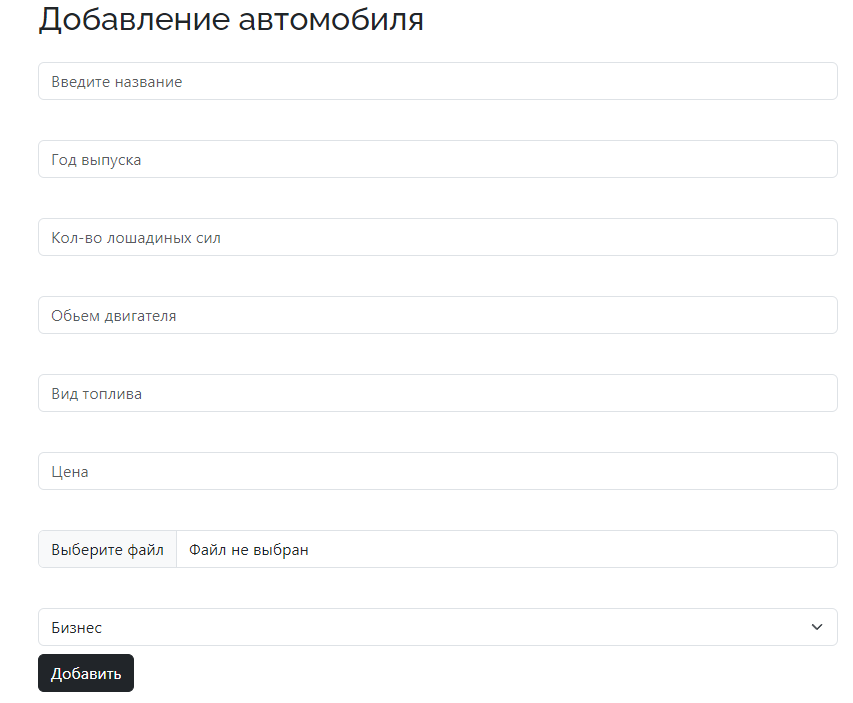 Добавление автомобиля
Введите название
Год выпуска
Кол-во лошадиных сил
Обьем двигателя
Вид топлива
Цена
Выберите файл Файл не выбран
Бизнес
Добавить